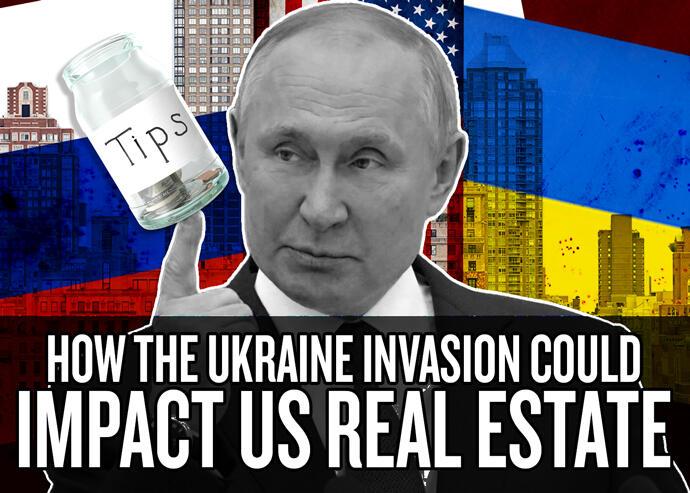 Tips
HOW THE UKRAINE INVASION COULD
IMPACT US REAL ESTATE